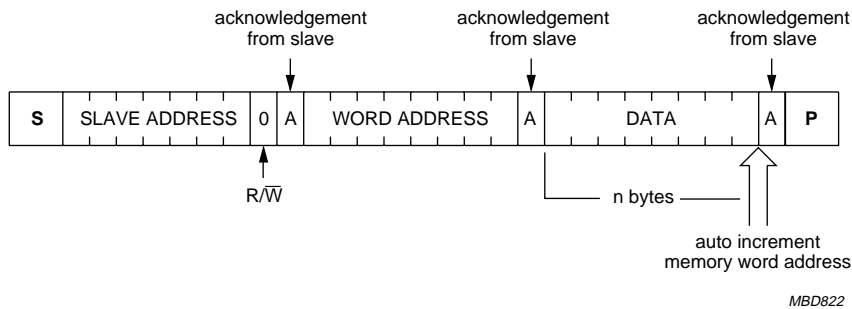 acknowledgement
from slave
acknowledgement
from slave
acknowledgement
from slave
S SLAVE ADDRESS 0 A WORD ADDRESS A DATA A P
R/W̅
n bytes
auto increment
memory word address
MBD822